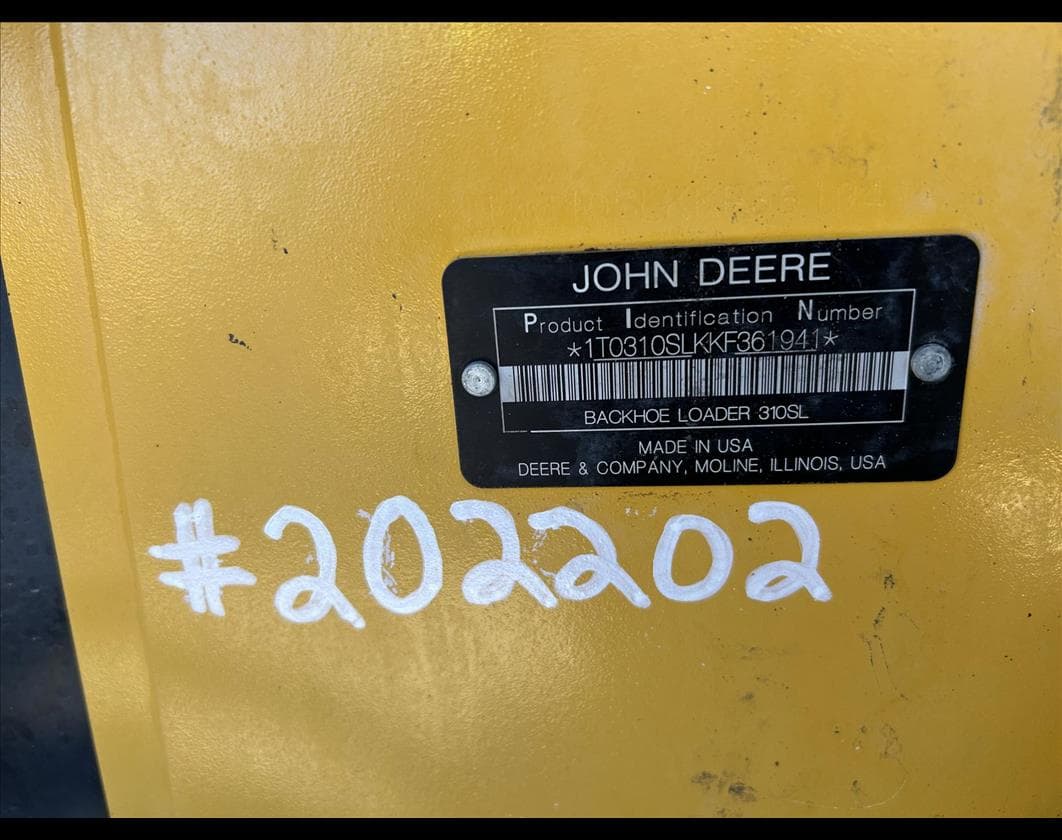 JOHN DEERE
Product Identification Number
*1T0310SLKKF361941*
BACKHOE LOADER 310SL
MADE IN USA
DEERE & COMPANY, MOLINE, ILLINOIS, USA
#202202